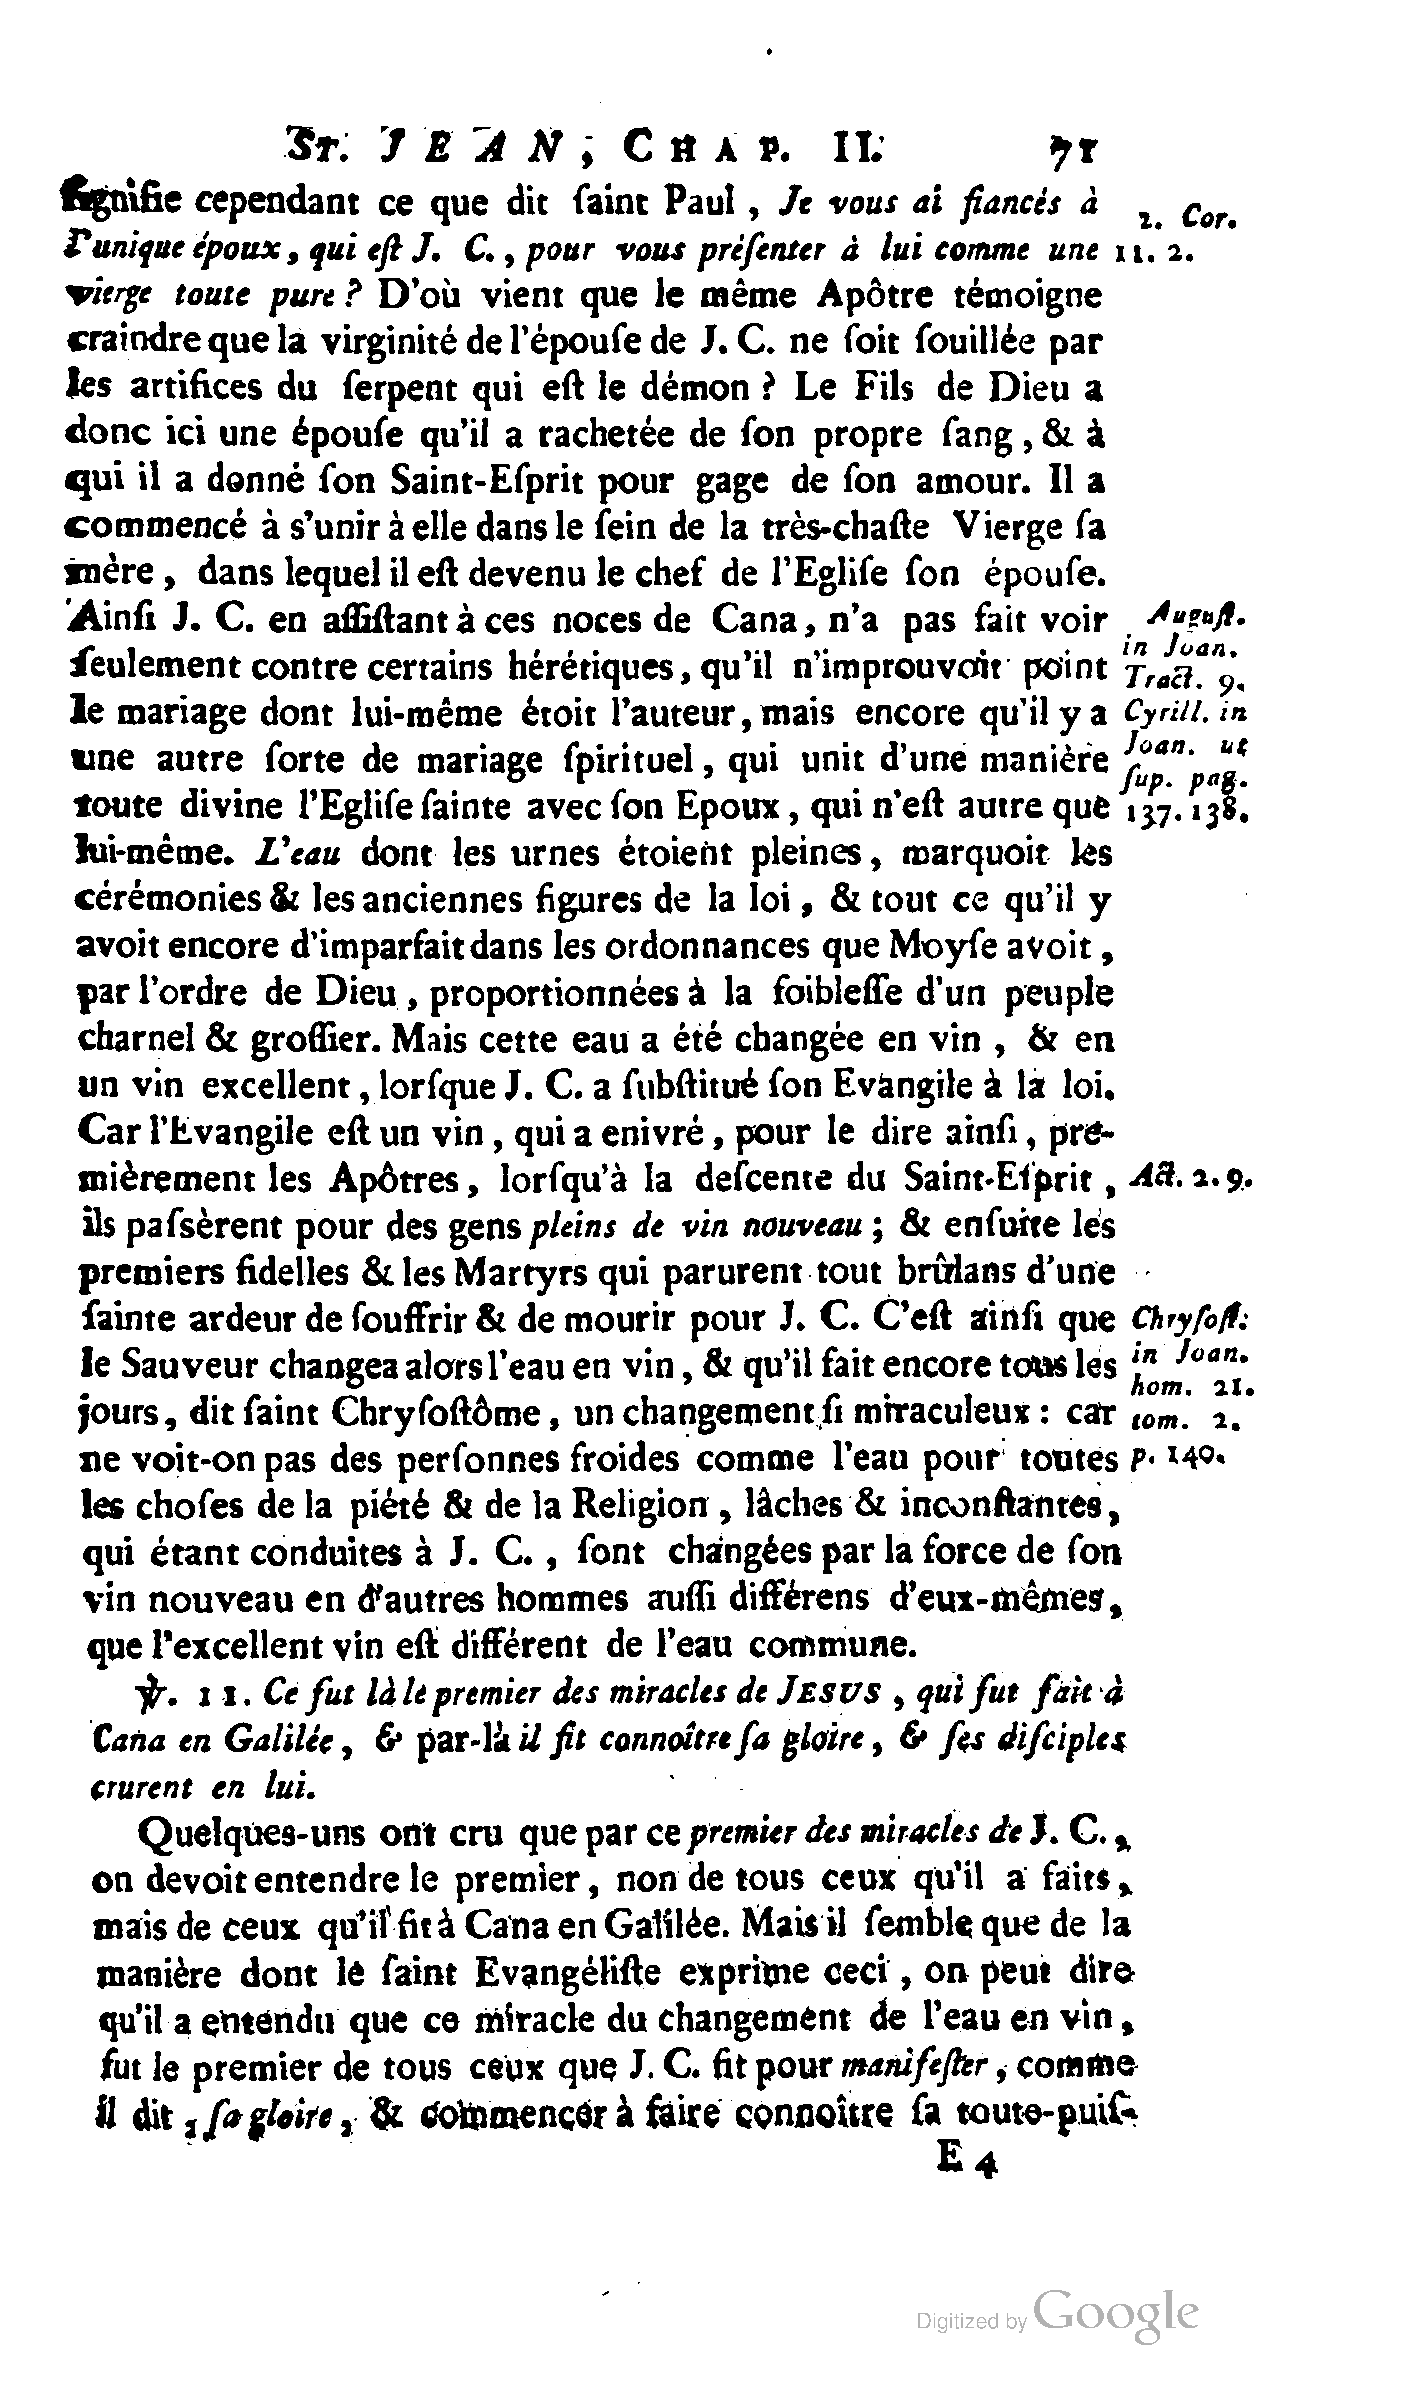 St. JEAN, CHAP. II. 71
ſignifie cependant ce que dit ſaint Paul, Je vous ai fiancés à
l'unique époux, qui eſt J. C., pour vous préſenter à lui comme une
vierge toute pure? D'où vient que le même Apôtre témoigne
craindre que la virginité de l'épouſe de J. C. ne ſoit ſouillée par
les artifices du ſerpent qui eſt le démon? Le Fils de Dieu a
donc ici une épouſe qu'il a rachetée de ſon propre ſang, & à
qui il a donné ſon Saint-Eſprit pour gage de ſon amour. Il a
commencé à s'unir à elle dans le ſein de la très-chaſte Vierge ſa
mère, dans lequel il eſt devenu le chef de l'Egliſe ſon épouſe.
Ainſi J. C. en aſſiſtant à ces noces de Cana, n'a pas fait voir
ſeulement contre certains hérétiques, qu'il n'improuvoit point
le mariage dont lui-même étoit l'auteur, mais encore qu'il y a
une autre ſorte de mariage ſpirituel, qui unit d'une manière
toute divine l'Egliſe ſainte avec ſon Epoux, qui n'eſt autre que
lui-même. L'eau dont les urnes étoient pleines, marquoit les
cérémonies & les anciennes figures de la loi, & tout ce qu'il y
avoit encore d'imparfait dans les ordonnances que Moyſe avoit,
par l'ordre de Dieu, proportionnées à la foibleſſe d'un peuple
charnel & groſſier. Mais cette eau a été changée en vin, & en
un vin excellent, lorſque J. C. a ſubſtitué ſon Evangile à la loi.
Car l'Evangile eſt un vin, qui a enivré, pour le dire ainſi, pre-
mièrement les Apôtres, lorſqu'à la deſcente du Saint-Eſprit,
ils paſsèrent pour des gens pleins de vin nouveau; & enſuite les
premiers fidelles & les Martyrs qui parurent tout brûlans d'une
ſainte ardeur de ſouffrir & de mourir pour J. C. C'eſt ainſi que
le Sauveur changea alors l'eau en vin, & qu'il fait encore tous les
jours, dit ſaint Chryſoſtôme, un changement ſi miraculeux: car
ne voit-on pas des perſonnes froides comme l'eau pour toutes
les choſes de la piété & de la Religion, lâches & inconſtantes,
qui étant conduites à J. C., ſont changées par la force de ſon
vin nouveau en d'autres hommes auſſi différens d'eux-mêmes,
que l'excellent vin eſt différent de l'eau commune.
℣. 11. Ce fut là le premier des miracles de JESUS, qui fut fait à
Cana en Galilée, & par-là il fit connoître ſa gloire, & ſes diſciples
crurent en lui.
Quelques-uns ont cru que par ce premier des miracles de J. C.,
on devoit entendre le premier, non de tous ceux qu'il a faits,
mais de ceux qu'il fit à Cana en Galilée. Mais il ſemble que de la
manière dont le ſaint Evangéliſte exprime ceci, on peut dire
qu'il a entendu que ce miracle du changement de l'eau en vin,
fut le premier de tous ceux que J. C. fit pour manifeſter, comme
il dit, ſa gloire, & commencer à faire connoître ſa toute-puiſ-
E 4
2. Cor.
11. 2.
Auguſt.
in Joan.
Tract. 9.
Cyrill. in
Joan. ut
ſup. pag.
137. 138.
Act. 2. 9.
Chryſoſt.
in Joan.
hom. 21.
tom. 2.
p. 140.
Digitized by Google